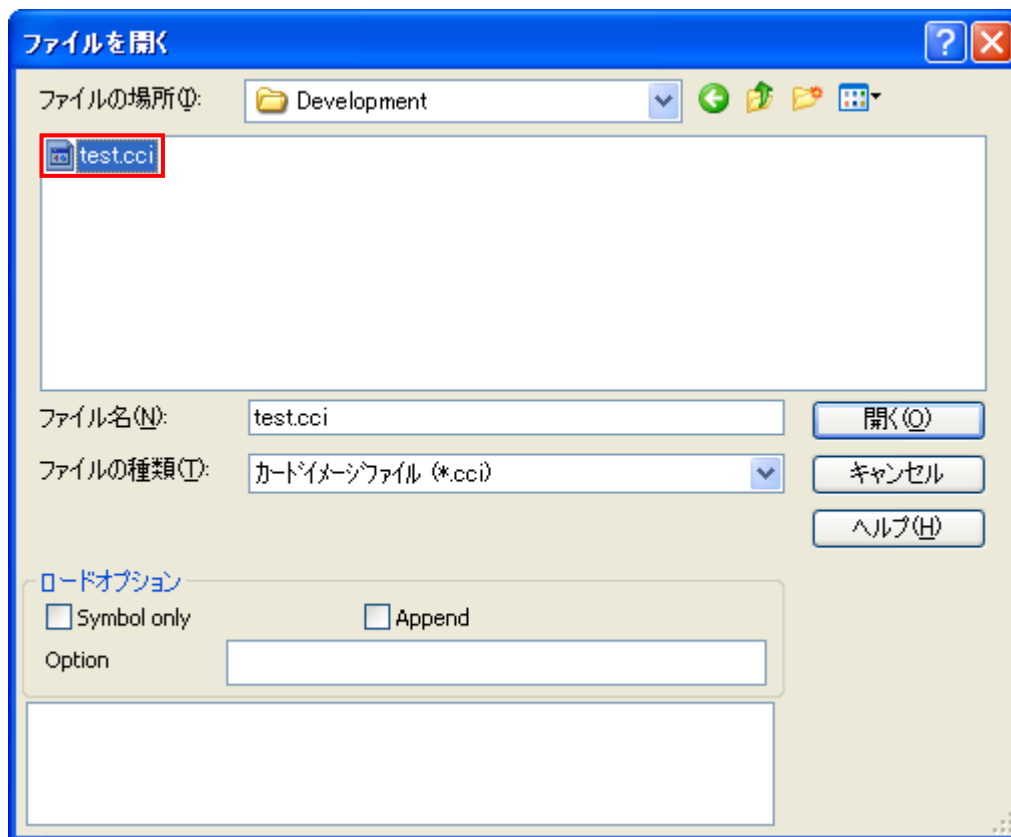 ファイルを開く
ファイルの場所(I):
Development
test.cci
ファイル名(N):
test.cci
開く(O)
ファイルの種類(T):
カードイメージファイル (*.cci)
キャンセル
ヘルプ(H)
ロードオプション
Symbol only
Append
Option